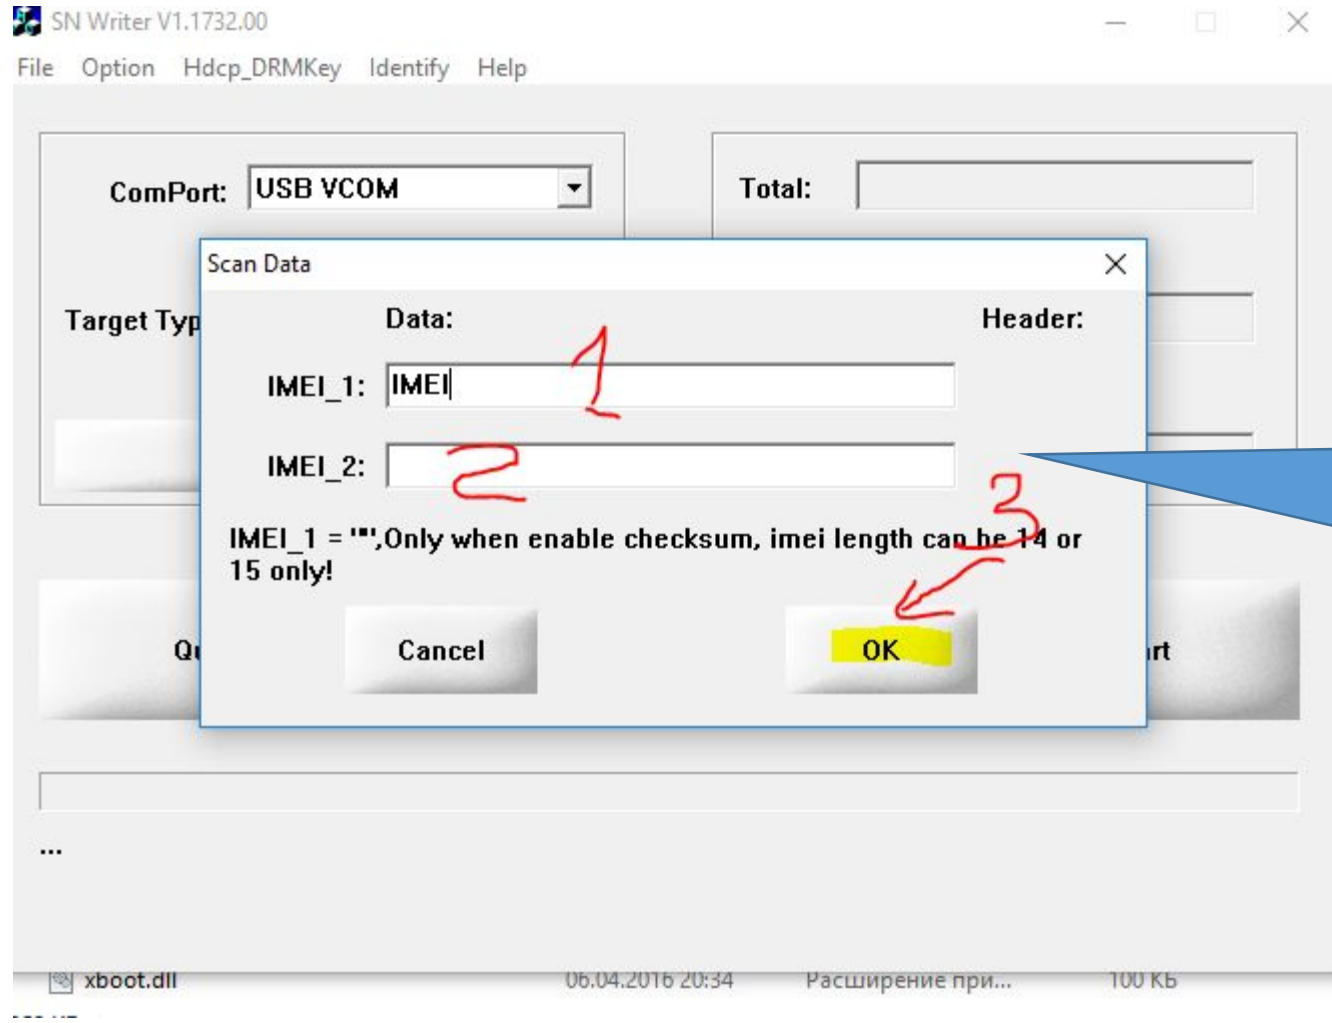 SN Writer V1.1732.00
File Option Hdcp_DRMKey Identify Help
ComPort: USB VCOM Total:
Scan Data
Target Typ Data: Header:
IMEI_1: IMEI 1
IMEI_2: 2
3
IMEI_1 = "",Only when enable checksum, imei length can be 14 or
15 only!
Cancel OK rt
...
xboot.dll 06.04.2016 20:34 Расширение при... 100 КБ